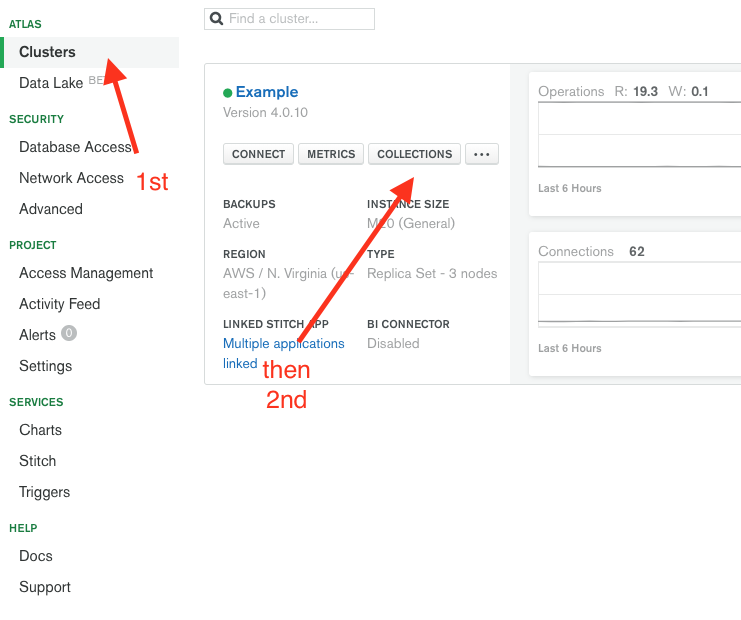 ATLAS
Clusters
Data Lake
SECURITY
Database Access
Network Access
1st
Advanced
PROJECT
Access Management
Activity Feed
Alerts 0
Settings
SERVICES
Charts
Stitch
Triggers
HELP
Docs
Support
Find a cluster...
Example
Version 4.0.10
CONNECT METRICS COLLECTIONS ...
BACKUPS
Active
INSTANCE SIZE
M20 (General)
REGION
AWS / N. Virginia (us-
east-1)
TYPE
Replica Set - 3 nodes
LINKED STITCH APP
Multiple applications
linked
BI CONNECTOR
Disabled
then
2nd
Operations R: 19.3 W: 0.1
Last 6 Hours
Connections 62
Last 6 Hours